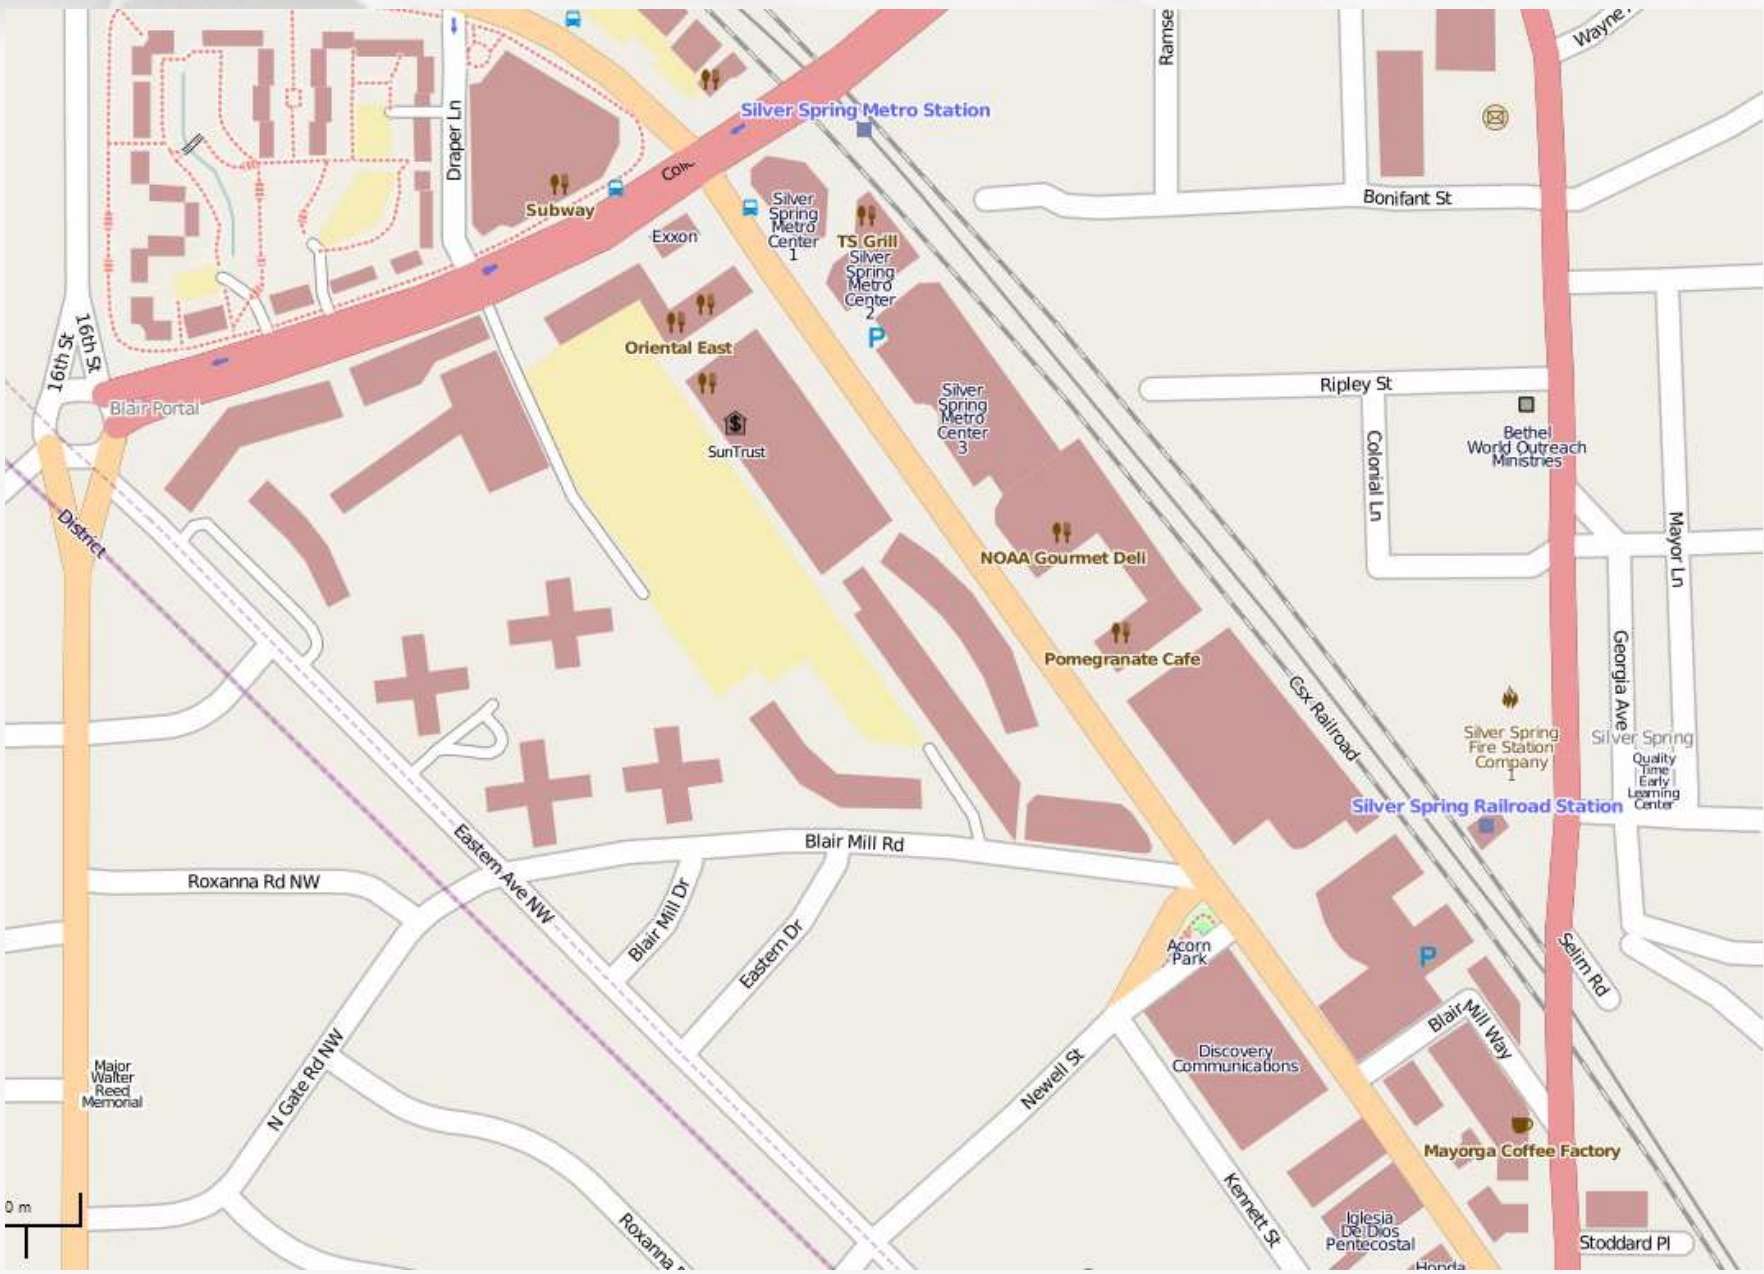 Ramse
Wayne
Draper Ln
Silver Spring Metro Station
Subway
Exxon
Silver
Spring
Metro
Center
1
TS Grill
Silver
Spring
Metro
Center
2
P
Bonifant St
16th St
16th St
Blair Portal
Oriental East
$
SunTrust
Silver
Spring
Metro
Center
3
Ripley St
Bethel
World Outreach
Ministries
Colonial Ln
Mayor Ln
District
NOAA Gourmet Deli
Pomegranate Cafe
Csx Railroad
Georgia Ave
Silver Spring
Fire Station
Company
1
Silver Spring
Quality
Time
Early
Learning
Center
Silver Spring Railroad Station
Eastern Ave NW
Blair Mill Rd
Roxanna Rd NW
Blair Mill Dr
Eastern Dr
Acorn
Park
P
Selim Rd
Blair Mill Way
Discovery
Communications
Newell St
N Gate Rd NW
Major
Walter
Reed
Memorial
Mayorga Coffee Factory
Kennett St
0 m
Roxanna
Iglesia
De Dios
Pentecostal
Stoddard Pl
Honda